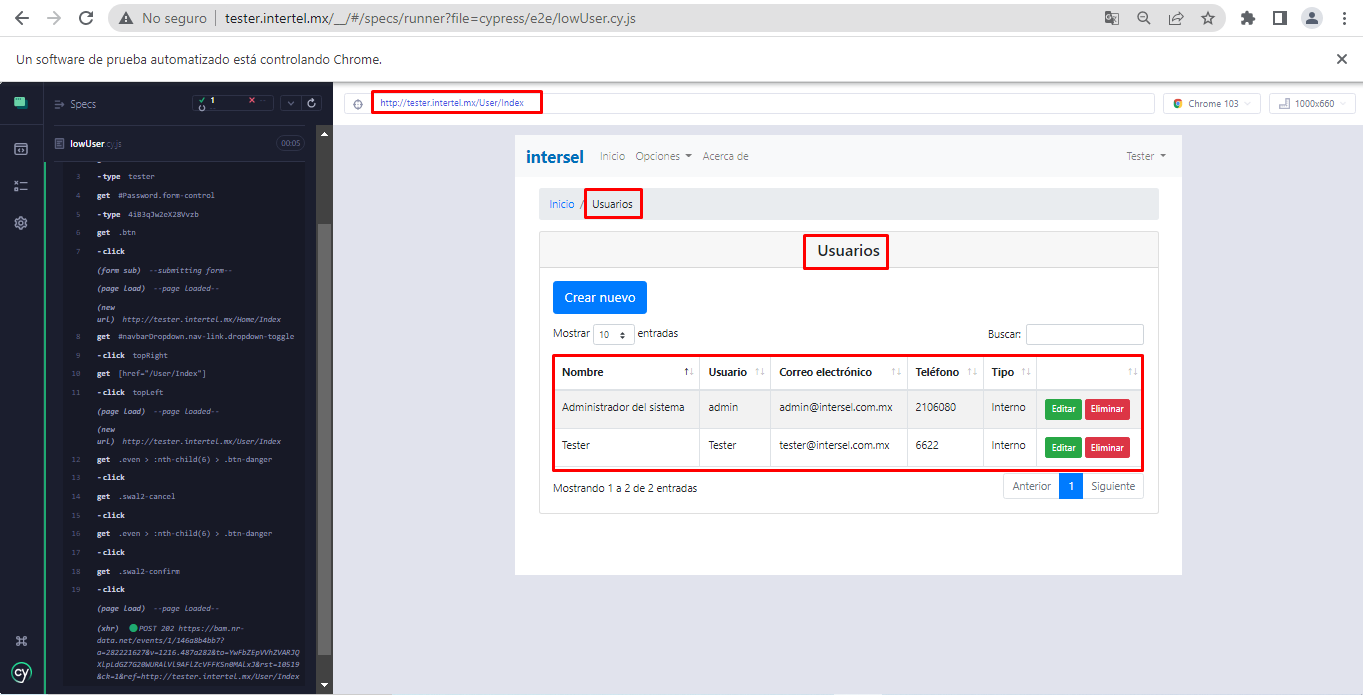 No seguro
tester.intertel.mx/__/#/specs/runner?file=cypress/e2e/lowUser.cy.js
Un software de prueba automatizado está controlando Chrome.
Specs
1
--
lowUser.cy.js
00:05
3 -type tester
4 get #Password.form-control
5 -type 4iB3qJw2eX28Vvzb
6 get .btn
7 -click
(form sub) --submitting form--
(page load) --page loaded--
(new
url) http://tester.intertel.mx/Home/Index
8 get #navbarDropdown.nav-link.dropdown-toggle
9 -click topRight
10 get [href="/User/Index"]
11 -click topLeft
(page load) --page loaded--
(new
url) http://tester.intertel.mx/User/Index
12 get .even > :nth-child(6) > .btn-danger
13 -click
14 get .swal2-cancel
15 -click
16 get .even > :nth-child(6) > .btn-danger
17 -click
18 get .swal2-confirm
19 -click
(page load) --page loaded--
(xhr) POST 202 https://bam.nr-
data.net/events/1/146a8b4bb7?
&ck=1&ref=http://tester.intertel.mx/User/Index
cy
http://tester.intertel.mx/User/Index
Chrome 103
1000x660
intersel
Inicio
Opciones
Acerca de
Tester
Inicio / Usuarios
Usuarios
Crear nuevo
Mostrar 10 entradas
Buscar:
Nombre Usuario Correo electrónico Teléfono Tipo
Administrador del sistema admin admin@intersel.com.mx 2106080 Interno Editar Eliminar
Tester Tester tester@intersel.com.mx 6622 Interno Editar Eliminar
Mostrando 1 a 2 de 2 entradas
Anterior 1 Siguiente